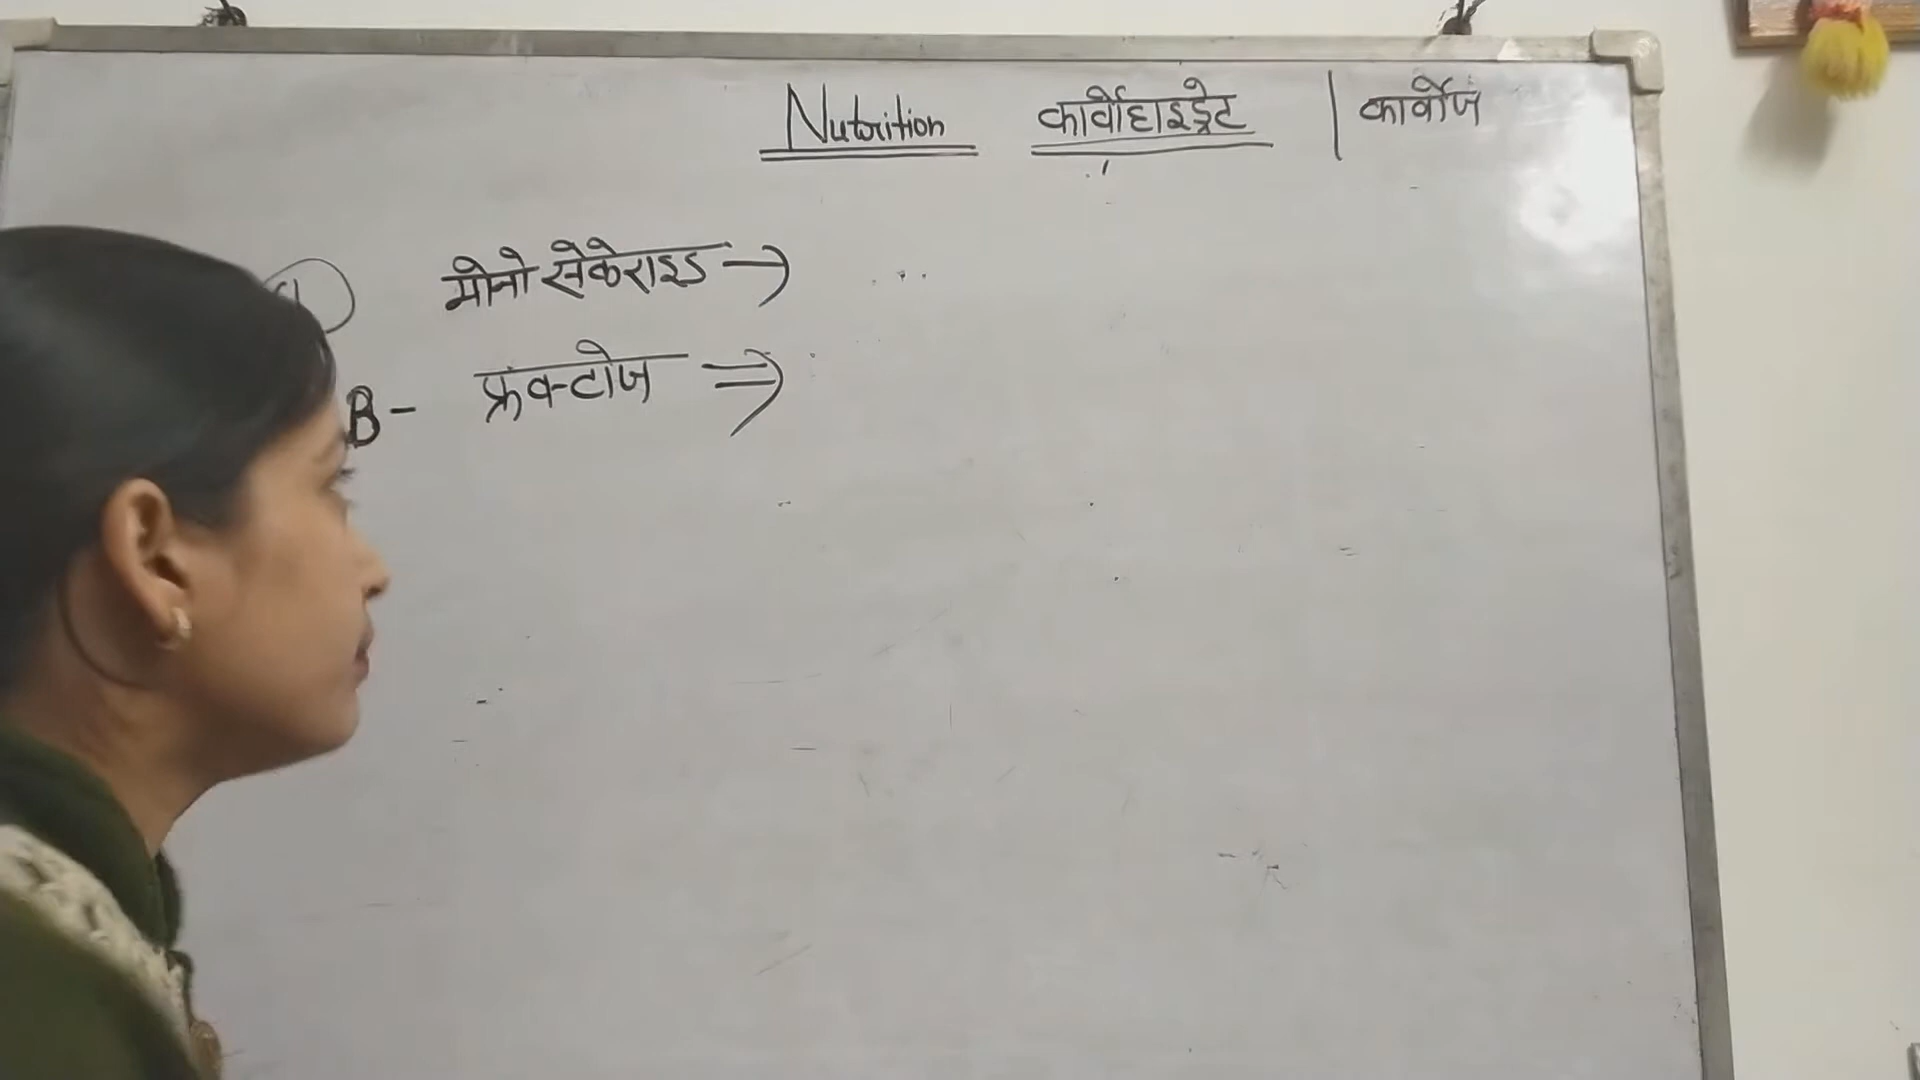 Nutrition कार्वोहाइड्रेट | कार्वोज
मोनो सेकेराइड →
B - फ्रक्टोज ⇒